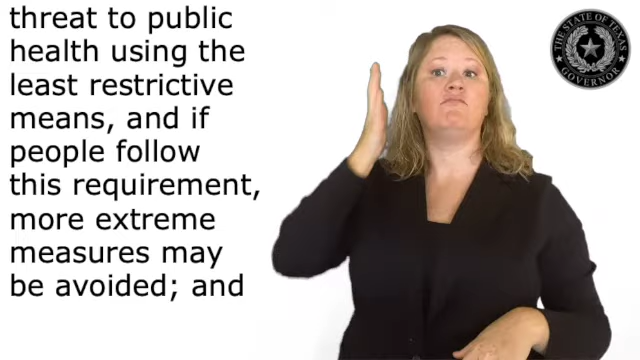 threat to public
health using the
least restrictive
means, and if
people follow
this requirement,
more extreme
measures may
be avoided; and
THE STATE OF TEXAS
GOVERNOR